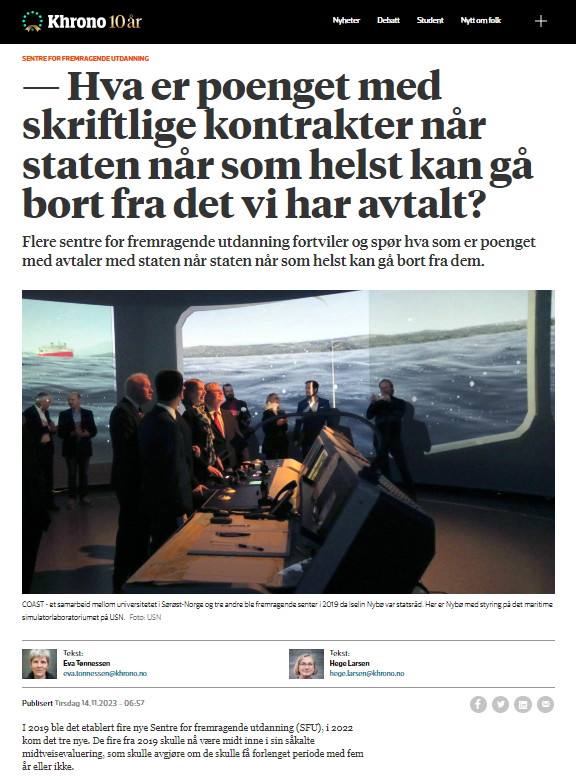 Khrono 10 år
Nyheter Debatt Student Nytt om folk
SENTRE FOR FREMRAGENDE UTDANNING
— Hva er poenget med
skriftlige kontrakter når
staten når som helst kan gå
bort fra det vi har avtalt?
Flere sentre for fremragende utdanning fortviler og spør hva som er poenget
med avtaler med staten når staten når som helst kan gå bort fra dem.
COAST - et samarbeid mellom universitetet i Sørøst-Norge og tre andre ble fremragende senter i 2019 da Iselin Nybø var statsråd. Her er Nybø med styring på det maritime
simulatorlaboratoriumet på USN. Foto: USN
Tekst:
Eva Tønnessen
eva.tonnessen@khrono.no
Tekst:
Hege Larsen
hege.larsen@khrono.no
Publisert Tirsdag 14.11.2023 - 06:57
I 2019 ble det etablert fire nye Sentre for fremragende utdanning (SFU), i 2022
kom det tre nye. De fire fra 2019 skulle nå være midt inne i sin såkalte
midtveisevaluering, som skulle avgjøre om de skulle få forlenget periode med fem
år eller ikke.